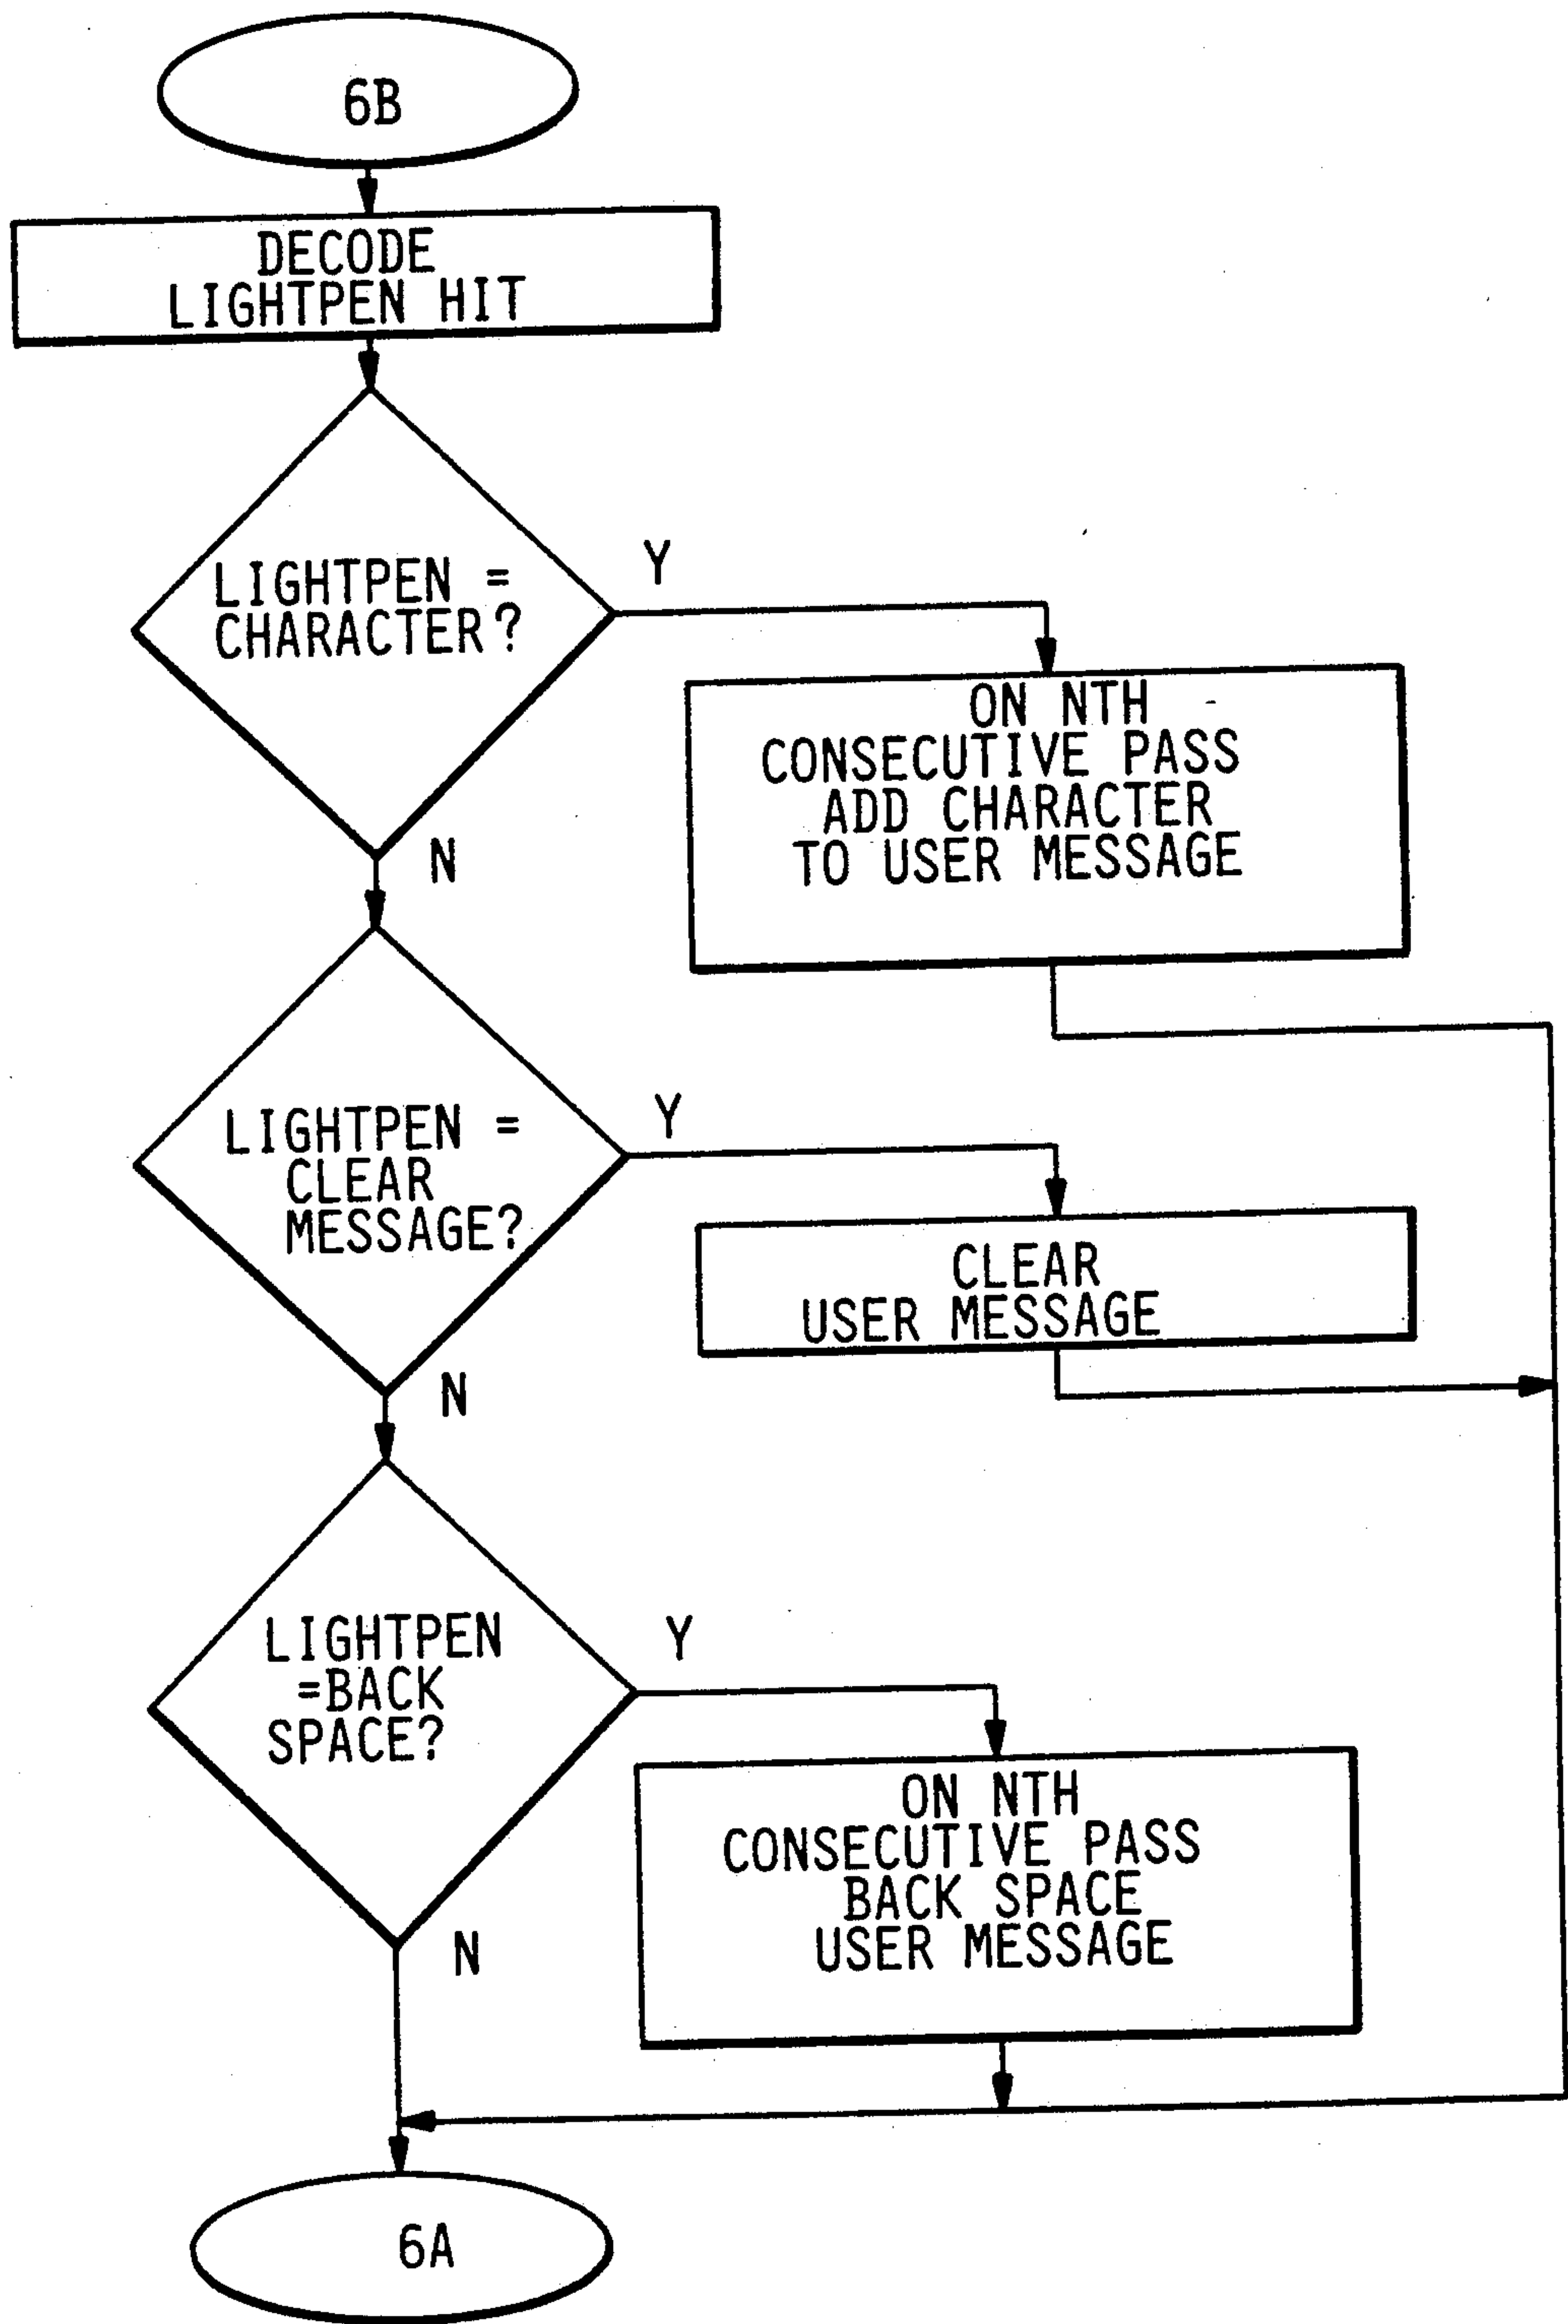 6B
DECODE
LIGHTPEN HIT
LIGHTPEN =
CHARACTER?
Y
N
ON NTH
CONSECUTIVE PASS
ADD CHARACTER
TO USER MESSAGE
LIGHTPEN =
CLEAR
MESSAGE?
Y
N
CLEAR
USER MESSAGE
LIGHTPEN
=BACK
SPACE?
Y
N
ON NTH
CONSECUTIVE PASS
BACK SPACE
USER MESSAGE
6A